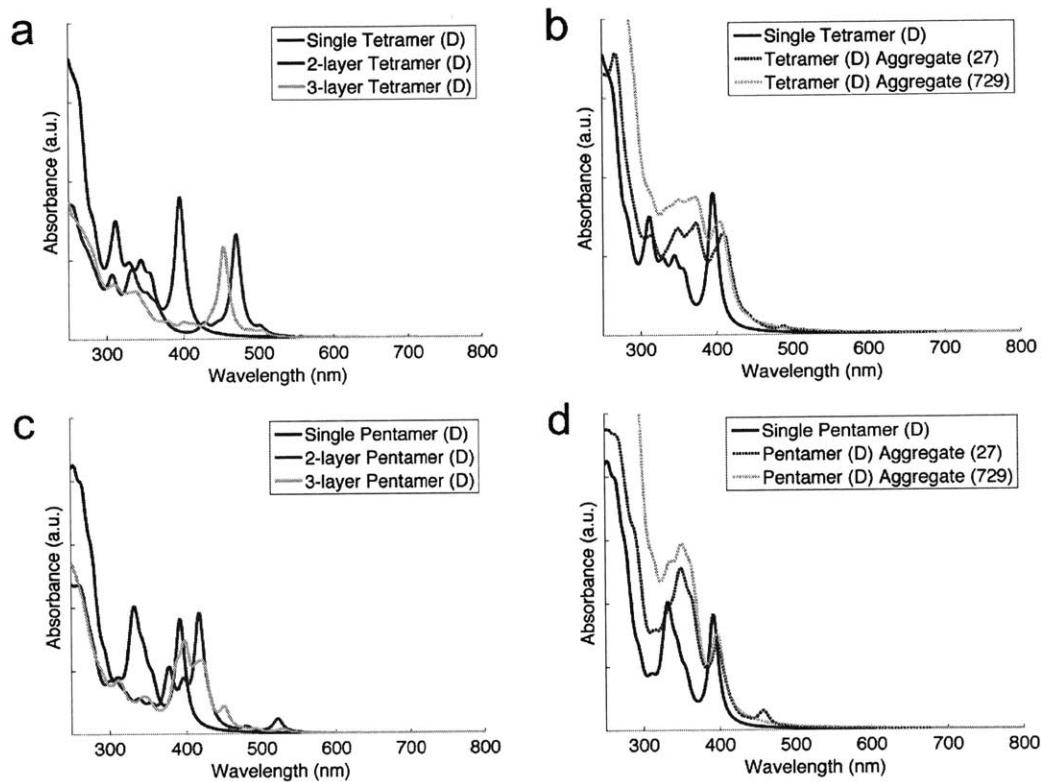 a
Single Tetramer (D)
2-layer Tetramer (D)
3-layer Tetramer (D)
Absorbance (a.u.)
300 400 500 600 700 800
Wavelength (nm)
b
Single Tetramer (D)
Tetramer (D) Aggregate (27)
Tetramer (D) Aggregate (729)
Absorbance (a.u.)
300 400 500 600 700 800
Wavelength (nm)
c
Single Pentamer (D)
2-layer Pentamer (D)
3-layer Pentamer (D)
Absorbance (a.u.)
300 400 500 600 700 800
Wavelength (nm)
d
Single Pentamer (D)
Pentamer (D) Aggregate (27)
Pentamer (D) Aggregate (729)
Absorbance (a.u.)
300 400 500 600 700 800
Wavelength (nm)